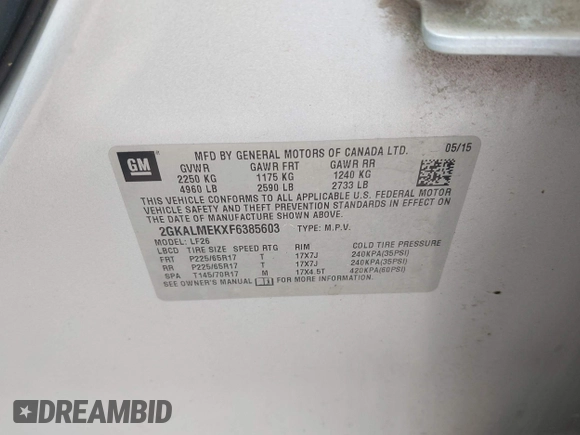 GM
MFD BY GENERAL MOTORS OF CANADA LTD. 05/15
GVWR GAWR FRT GAWR RR
2250 KG 1175 KG 1240 KG
4960 LB 2590 LB 2733 LB
THIS VEHICLE CONFORMS TO ALL APPLICABLE U.S. FEDERAL MOTOR
VEHICLE SAFETY AND THEFT PREVENTION STANDARDS IN EFFECT ON
THE DATE OF MANUFACTURE SHOWN ABOVE.
2GKALMEKXF6385603 TYPE: M.P.V.
MODEL: LF26
LBCD TIRE SIZE SPEED RTG RIM COLD TIRE PRESSURE
FRT P225/65R17 T 17X7J 240KPA(35PSI)
RR P225/65R17 T 17X7J 240KPA(35PSI)
SPA T145/70R17 M 17X4.5T 420KPA(60PSI)
SEE OWNER'S MANUAL FOR MORE INFORMATION.
DREAMBID